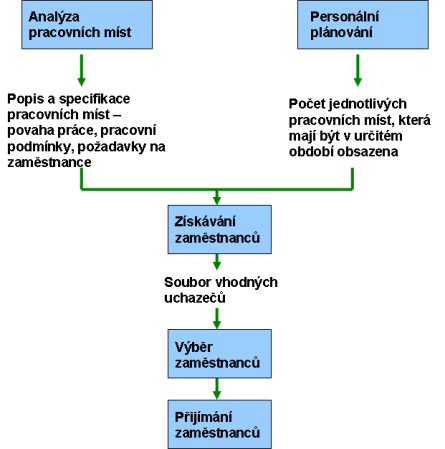 Analýza
pracovních míst
Personální
plánování
Popis a specifikace
pracovních míst –
povaha práce, pracovní
podmínky, požadavky na
zaměstnance
Počet jednotlivých
pracovních míst, která
mají být v určitém
období obsazena
Získávání
zaměstnanců
Soubor vhodných
uchazečů
Výběr
zaměstnanců
Přijímání
zaměstnanců